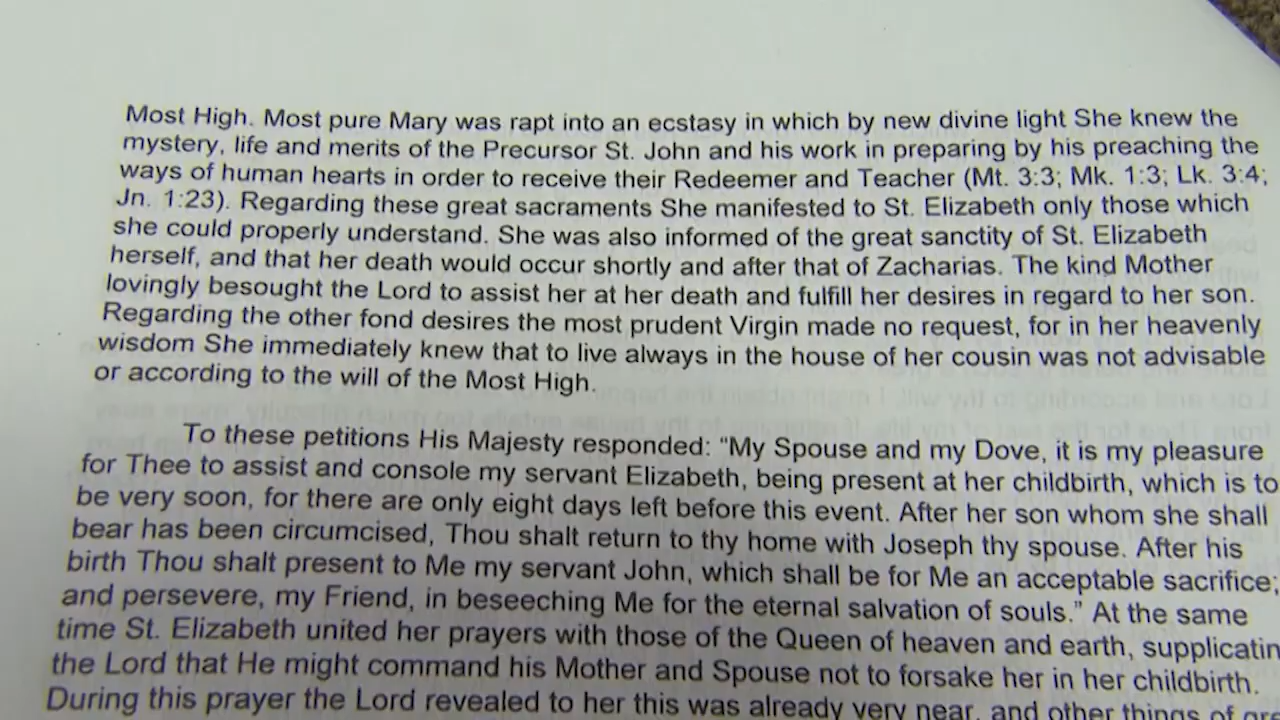 Most High. Most pure Mary was rapt into an ecstasy in which by new divine light She knew the
mystery, life and merits of the Precursor St. John and his work in preparing by his preaching the
ways of human hearts in order to receive their Redeemer and Teacher (Mt. 3:3; Mk. 1:3; Lk. 3:4;
Jn. 1:23). Regarding these great sacraments She manifested to St. Elizabeth only those which
she could properly understand. She was also informed of the great sanctity of St. Elizabeth
herself, and that her death would occur shortly and after that of Zacharias. The kind Mother
lovingly besought the Lord to assist her at her death and fulfill her desires in regard to her son.
Regarding the other fond desires the most prudent Virgin made no request, for in her heavenly
wisdom She immediately knew that to live always in the house of her cousin was not advisable
or according to the will of the Most High.
To these petitions His Majesty responded: “My Spouse and my Dove, it is my pleasure
for Thee to assist and console my servant Elizabeth, being present at her childbirth, which is to
be very soon, for there are only eight days left before this event. After her son whom she shall
bear has been circumcised, Thou shalt return to thy home with Joseph thy spouse. After his
birth Thou shalt present to Me my servant John, which shall be for Me an acceptable sacrifice;
and persevere, my Friend, in beseeching Me for the eternal salvation of souls.” At the same
time St. Elizabeth united her prayers with those of the Queen of heaven and earth, supplicatin
the Lord that He might command his Mother and Spouse not to forsake her in her childbirth.
During this prayer the Lord revealed to her this was already very near, and other things of